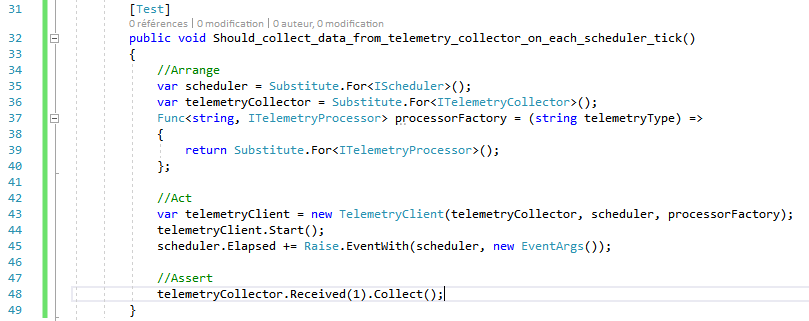 31 [Test]
0 références | 0 modification | 0 auteur, 0 modification
32 public void Should_collect_data_from_telemetry_collector_on_each_scheduler_tick()
33 {
34 //Arrange
35 var scheduler = Substitute.For<IScheduler>();
36 var telemetryCollector = Substitute.For<ITelemetryCollector>();
37 Func<string, ITelemetryProcessor> processorFactory = (string telemetryType) =>
38 {
39 return Substitute.For<ITelemetryProcessor>();
40 };
41
42 //Act
43 var telemetryClient = new TelemetryClient(telemetryCollector, scheduler, processorFactory);
44 telemetryClient.Start();
45 scheduler.Elapsed += Raise.EventWith(scheduler, new EventArgs());
46
47 //Assert
48 telemetryCollector.Received(1).Collect();
49 }